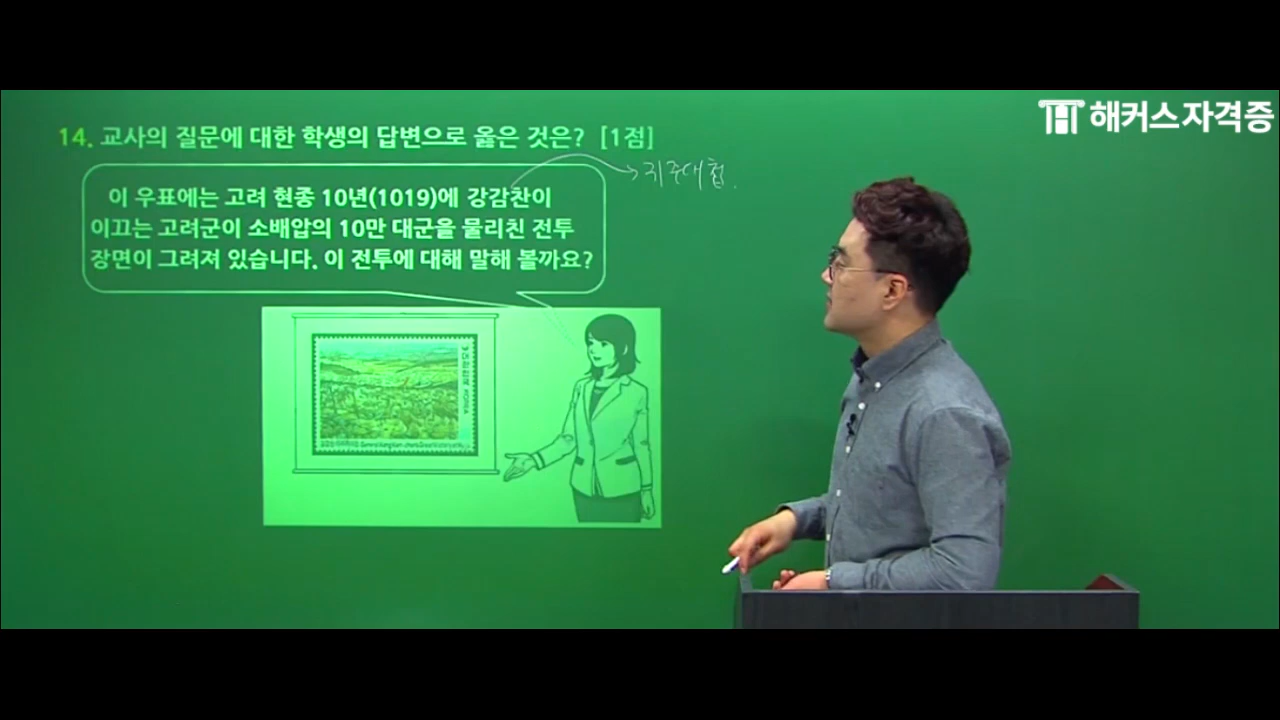 해커스자격증
14. 교사의 질문에 대한 학생의 답변으로 옳은 것은? [1점]
이 우표에는 고려 현종 10년(1019)에 강감찬이
이끄는 고려군이 소배압의 10만 대군을 물리친 전투
장면이 그려져 있습니다. 이 전투에 대해 말해 볼까요?
KOREA